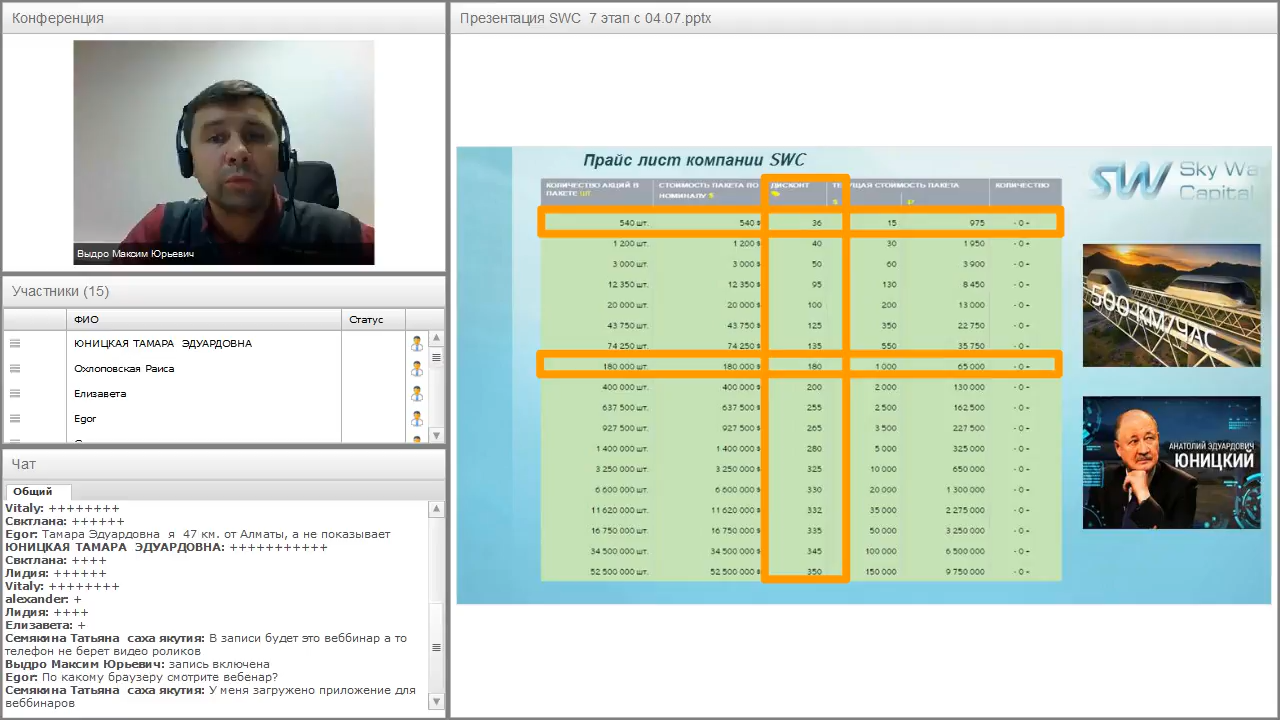 Конференция
Выдро Максим Юрьевич
Участники (15)
ФИО
Статус
ЮНИЦКАЯ ТАМАРА ЭДУАРДОВНА
Охлоповская Раиса
Елизавета
Egor
Чат
Общий
Vitaly: ++++++++
Свктлана: ++++++
Egor: Тамара Эдуардовна я 47 км. от Алматы, а не показывает
ЮНИЦКАЯ ТАМАРА ЭДУАРДОВНА: +++++++++++
Свктлана: ++++
Лидия: ++++++
Vitaly: ++++++++
alexander: +
Лидия: ++++
Елизавета: +
Семякина Татьяна саха якутия: В записи будет это веббинар а то
телефон не берет видео роликов
Выдро Максим Юрьевич: запись включена
Egor: По какому браузеру смотрите вебенар?
Семякина Татьяна саха якутия: У меня загружено приложение для
веббинаров
Презентация SWC 7 этап с 04.07.pptx
Прайс лист компании SWC
КОЛИЧЕСТВО АКЦИЙ В
ПАКЕТЕ ШТ
СТОИМОСТЬ ПАКЕТА ПО
НОМИНАЛУ $
ДИСКОНТ
%
ТЕКУЩАЯ СТОИМОСТЬ ПАКЕТА
$ ₽
КОЛИЧЕСТВО
540 шт. 540 $ 36 15 975 - 0 +
1 200 шт. 1 200 $ 40 30 1 950 - 0 +
3 000 шт. 3 000 $ 50 60 3 900 - 0 +
12 350 шт. 12 350 $ 95 130 8 450 - 0 +
20 000 шт. 20 000 $ 100 200 13 000 - 0 +
43 750 шт. 43 750 $ 125 350 22 750 - 0 +
74 250 шт. 74 250 $ 135 550 35 750 - 0 +
180 000 шт. 180 000 $ 180 1 000 65 000 - 0 +
400 000 шт. 400 000 $ 200 2 000 130 000 - 0 +
637 500 шт. 637 500 $ 255 2 500 162 500 - 0 +
927 500 шт. 927 500 $ 265 3 500 227 500 - 0 +
1 400 000 шт. 1 400 000 $ 280 5 000 325 000 - 0 +
3 250 000 шт. 3 250 000 $ 325 10 000 650 000 - 0 +
6 600 000 шт. 6 600 000 $ 330 20 000 1 300 000 - 0 +
11 620 000 шт. 11 620 000 $ 332 35 000 2 275 000 - 0 +
16 750 000 шт. 16 750 000 $ 335 50 000 3 250 000 - 0 +
34 500 000 шт. 34 500 000 $ 345 100 000 6 500 000 - 0 +
52 500 000 шт. 52 500 000 $ 350 150 000 9 750 000 - 0 +
SW Sky Wa
Capital
500 КМ/ЧАС
АНАТОЛИЙ ЭДУАРДОВИЧ
ЮНИЦКИЙ